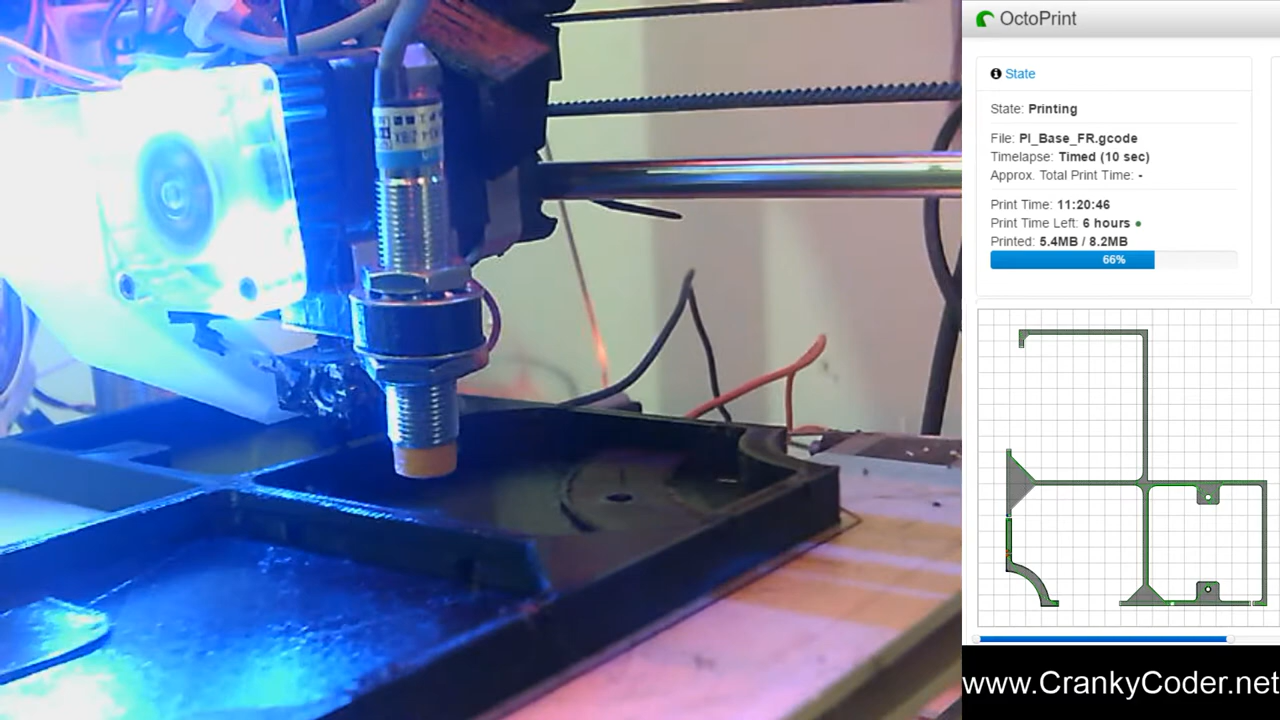 OctoPrint
State
State: Printing
File: PI_Base_FR.gcode
Timelapse: Timed (10 sec)
Approx. Total Print Time: -
Print Time: 11:20:46
Print Time Left: 6 hours
Printed: 5.4MB / 8.2MB
66%
www.CrankyCoder.net